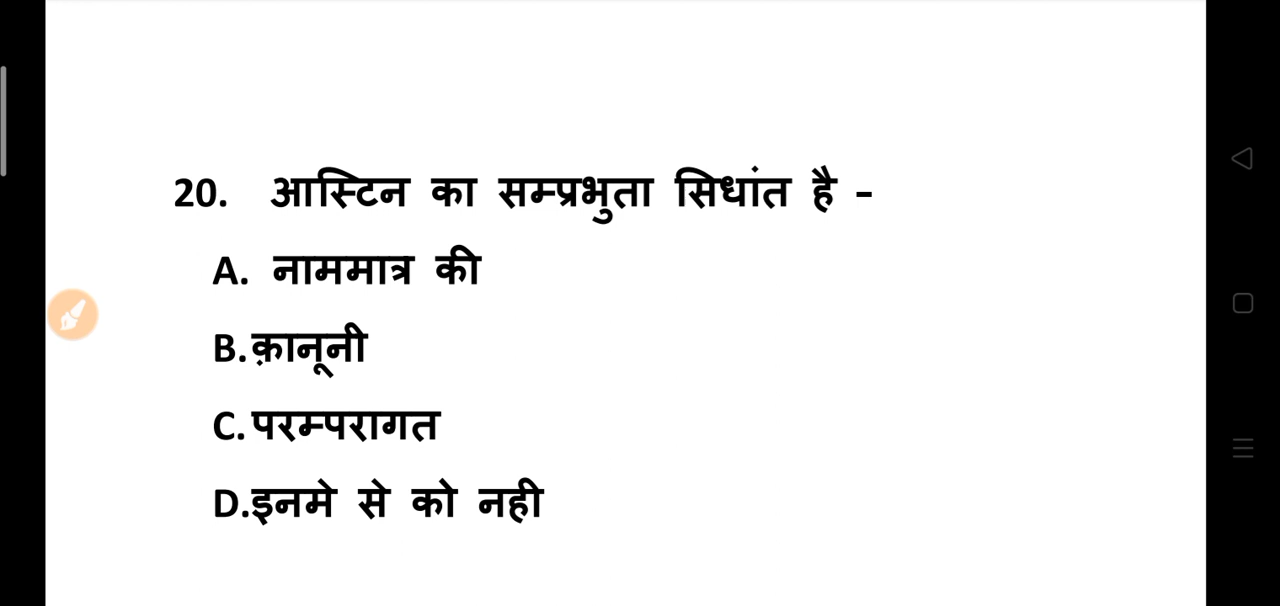 20. आस्टिन का सम्प्रभुता सिधांत है -
A. नाममात्र की
B.क़ानूनी
C.परम्परागत
D.इनमे से को नही